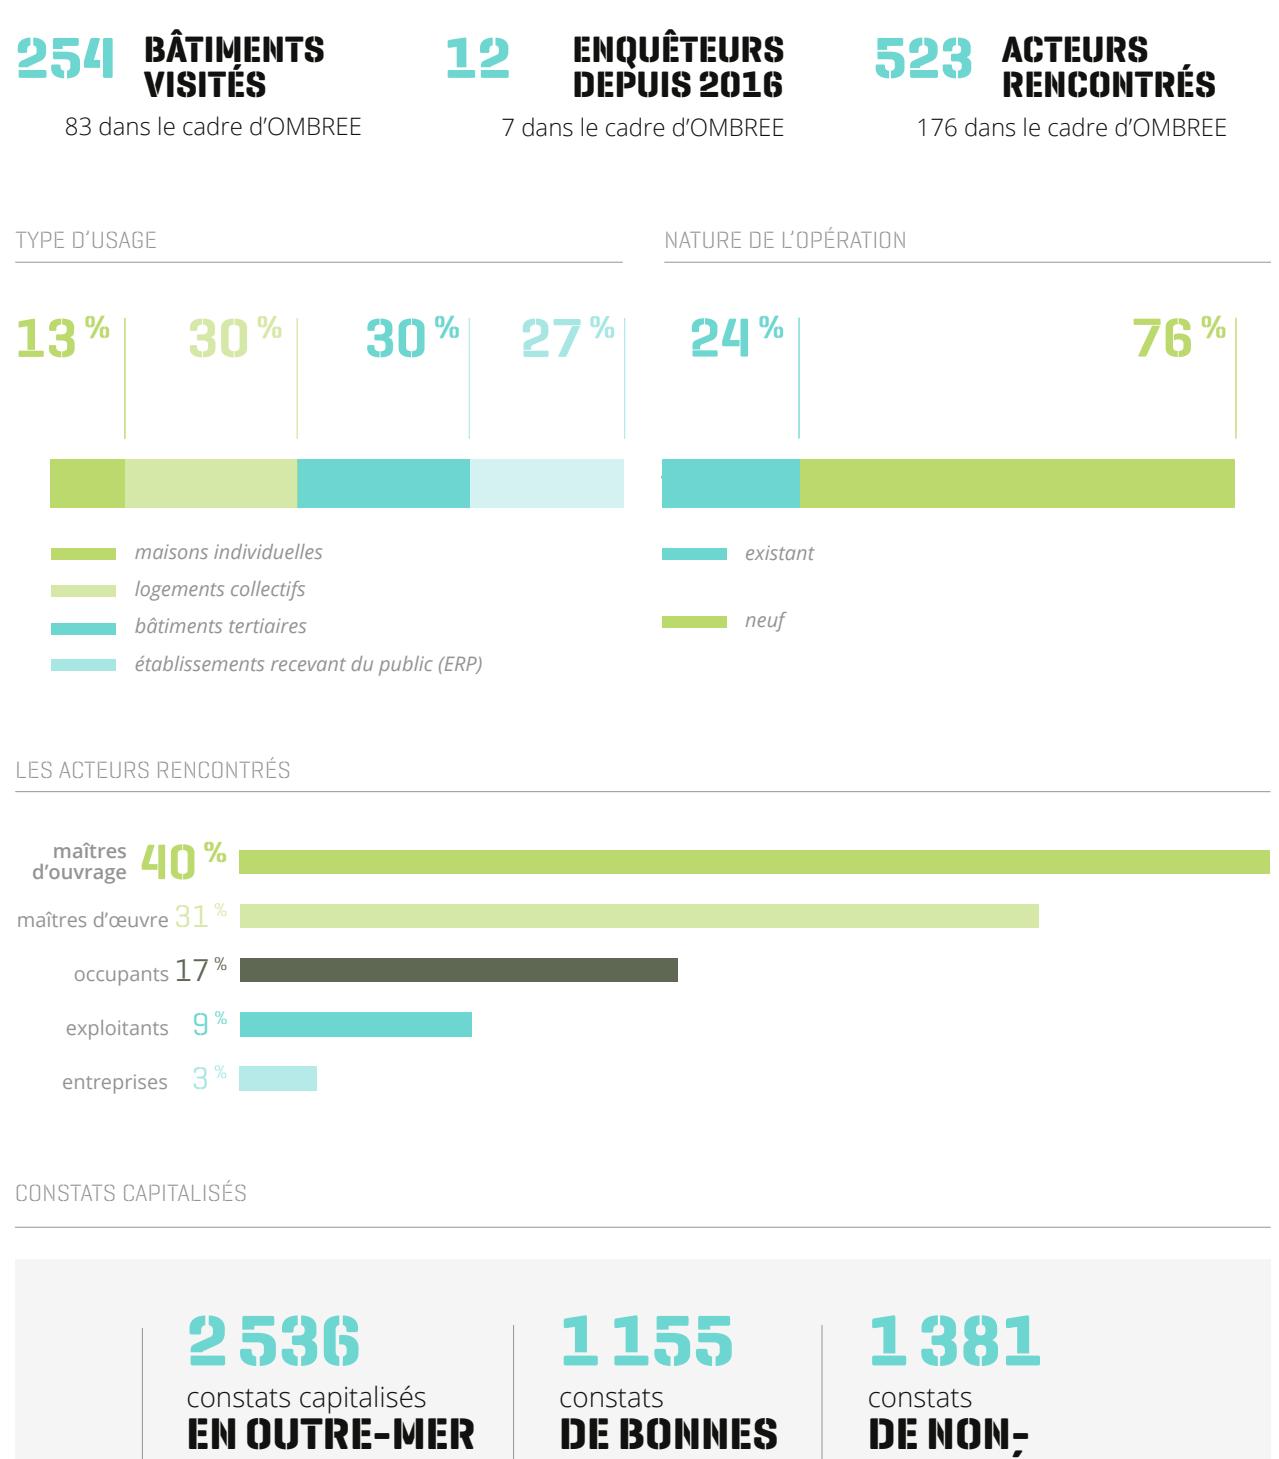 254 BÂTIMENTS VISITÉS
83 dans le cadre d'OMBREE
12 ENQUÊTEURS DEPUIS 2016
7 dans le cadre d'OMBREE
523 ACTEURS RENCONTRÉS
176 dans le cadre d'OMBREE
TYPE D'USAGE
13 % 30 % 30 % 27 %
maisons individuelles
logements collectifs
bâtiments tertiaires
établissements recevant du public (ERP)
NATURE DE L'OPÉRATION
24 % 76 %
existant
neuf
LES ACTEURS RENCONTRÉS
maîtres d'ouvrage 40 %
maîtres d'œuvre 31 %
occupants 17 %
exploitants 9 %
entreprises 3 %
CONSTATS CAPITALISÉS
2 536
constats capitalisés
EN OUTRE-MER
1 155
constats
DE BONNES
1 381
constats
DE NON-